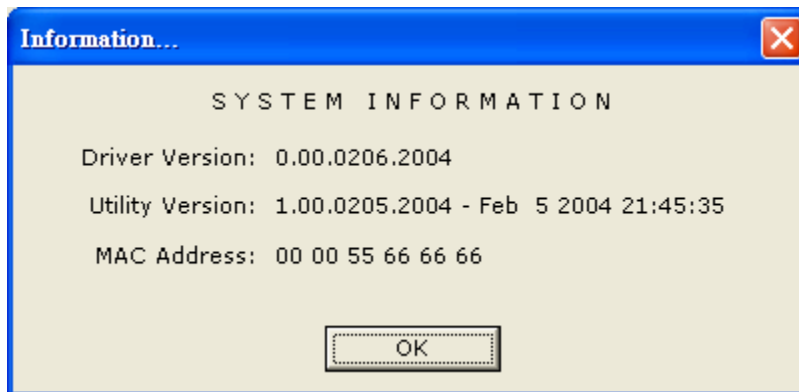 Information...
SYSTEM INFORMATION
Driver Version: 0.00.0206.2004
Utility Version: 1.00.0205.2004 - Feb  5 2004 21:45:35
MAC Address: 00 00 55 66 66 66
OK